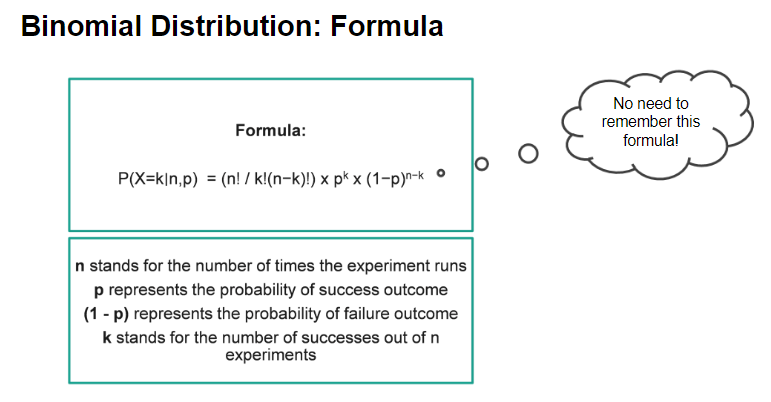 Binomial Distribution: Formula
No need to
remember this
formula!
Formula:
P(X=k|n,p) = (n! / k!(n−k)!) x pᵏ x (1−p)ⁿ⁻ᵏ
n stands for the number of times the experiment runs
p represents the probability of success outcome
(1 - p) represents the probability of failure outcome
k stands for the number of successes out of n
experiments